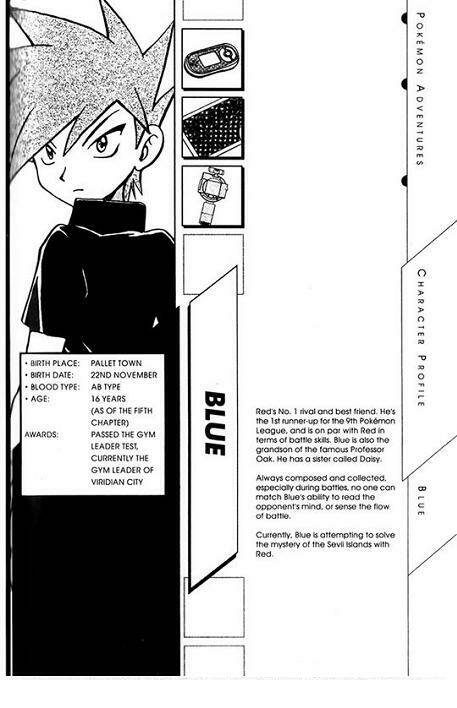 POKÉMON ADVENTURES
CHARACTER PROFILE
BLUE
BLUE
• BIRTH PLACE: PALLET TOWN
• BIRTH DATE: 22ND NOVEMBER
• BLOOD TYPE: AB TYPE
• AGE: 16 YEARS
(AS OF THE FIFTH
CHAPTER)
AWARDS: PASSED THE GYM
LEADER TEST,
CURRENTLY THE
GYM LEADER OF
VIRIDIAN CITY
Red's No. 1 rival and best friend. He's
the 1st runner-up for the 9th Pokémon
League, and is on par with Red in
terms of battle skills. Blue is also the
grandson of the famous Professor
Oak. He has a sister called Daisy.
Always composed and collected,
especially during battles, no one can
match Blue's ability to read the
opponent's mind, or sense the flow
of battle.
Currently, Blue is attempting to solve
the mystery of the Sevii Islands with
Red.